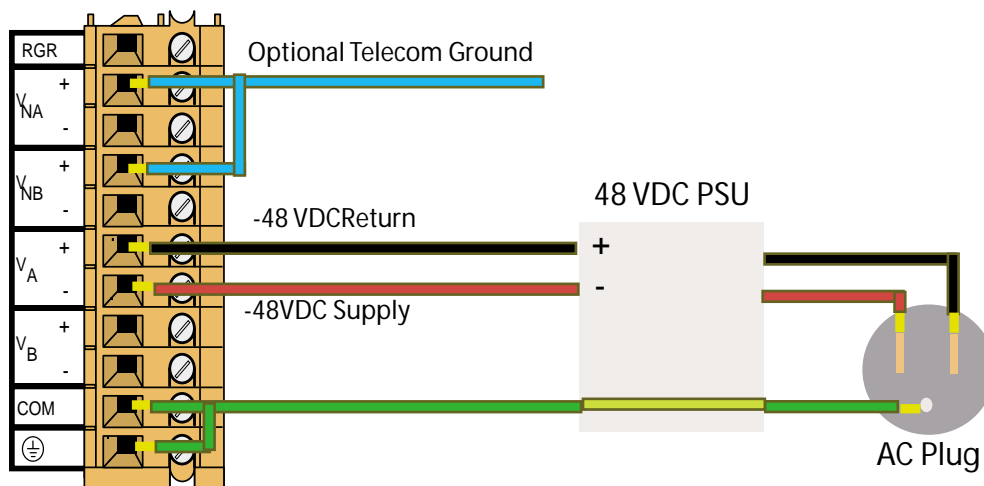 RGR
Optional Telecom Ground
+
VNA
-
+
VNB
-
48 VDC PSU
-48 VDCReturn
+
VA
-
+
-
-48VDC Supply
+
VB
-
COM
AC Plug